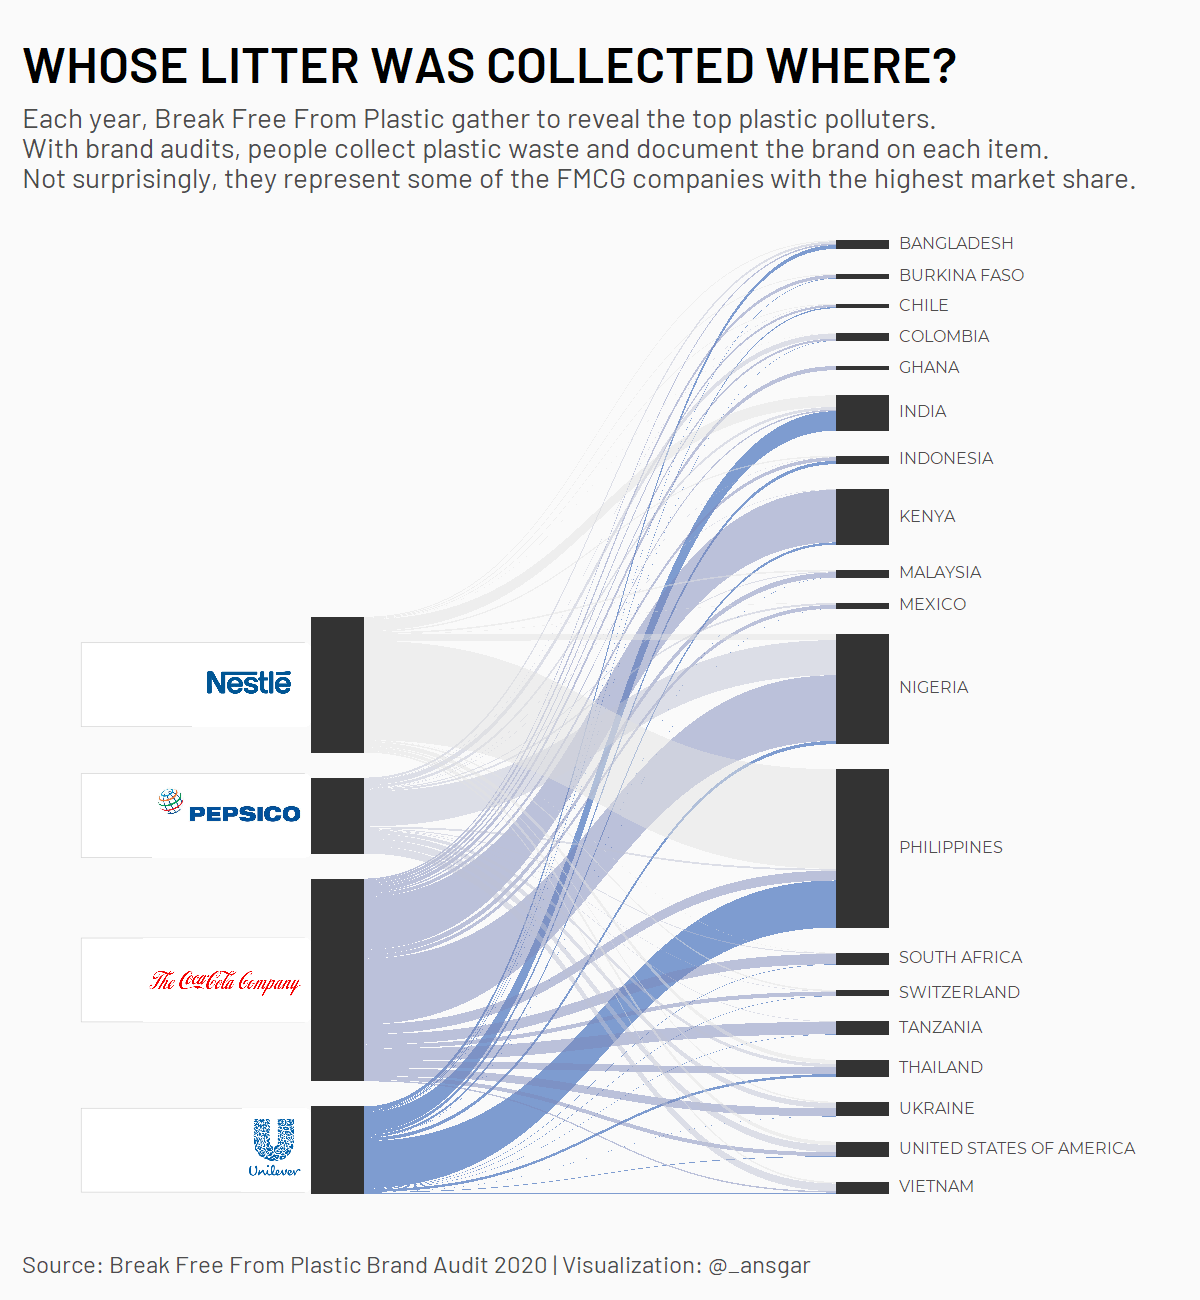 WHOSE LITTER WAS COLLECTED WHERE?
Each year, Break Free From Plastic gather to reveal the top plastic polluters.
With brand audits, people collect plastic waste and document the brand on each item.
Not surprisingly, they represent some of the FMCG companies with the highest market share.
Nestlé
PEPSICO
The Coca-Cola Company
Unilever
BANGLADESH
BURKINA FASO
CHILE
COLOMBIA
GHANA
INDIA
INDONESIA
KENYA
MALAYSIA
MEXICO
NIGERIA
PHILIPPINES
SOUTH AFRICA
SWITZERLAND
TANZANIA
THAILAND
UKRAINE
UNITED STATES OF AMERICA
VIETNAM
Source: Break Free From Plastic Brand Audit 2020 | Visualization: @_ansgar